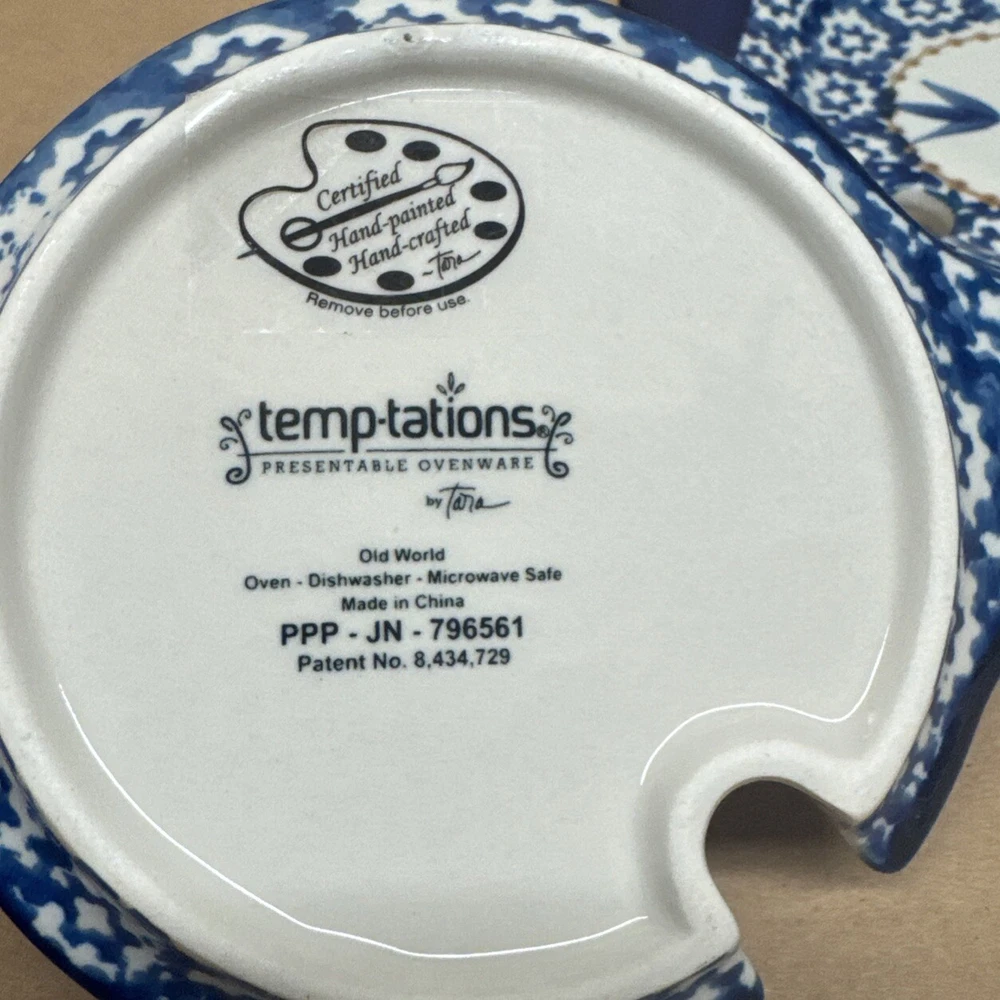 Certified
Hand-painted
Hand-crafted
~Tara
Remove before use.
temp-tations®
PRESENTABLE OVENWARE
by Tara
Old World
Oven - Dishwasher - Microwave Safe
Made in China
PPP - JN - 796561
Patent No. 8,434,729